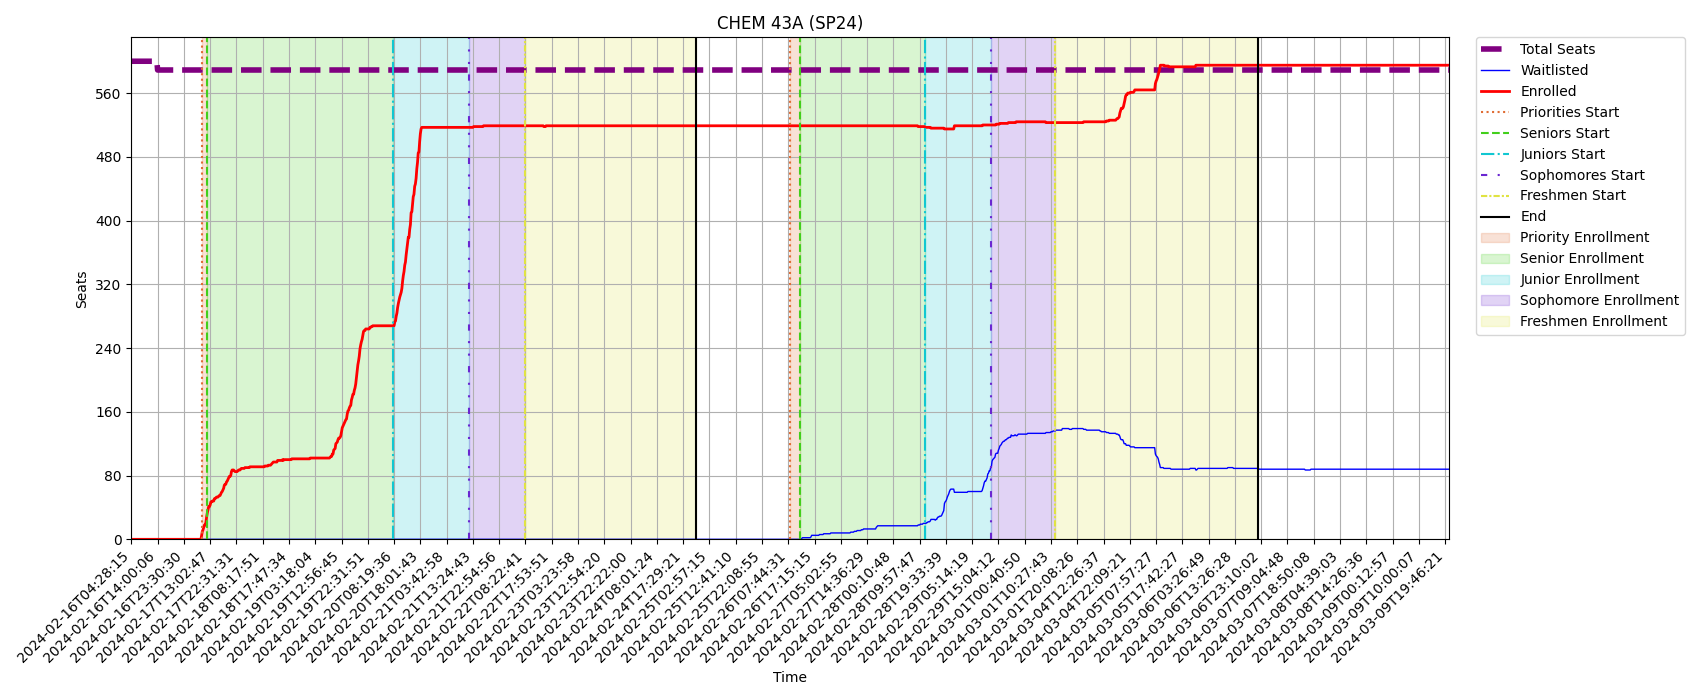 CHEM 43A (SP24)
Seats
560
480
400
320
240
160
80
0
2024-02-16T04:28:15
2024-02-16T14:00:06
2024-02-16T23:30:30
2024-02-17T13:02:47
2024-02-17T22:31:31
2024-02-18T08:17:51
2024-02-18T17:47:34
2024-02-19T03:18:04
2024-02-19T12:56:45
2024-02-19T22:31:51
2024-02-20T08:19:36
2024-02-20T18:01:43
2024-02-21T03:42:58
2024-02-21T13:24:43
2024-02-21T23:54:56
2024-02-22T08:22:41
2024-02-22T17:53:51
2024-02-23T03:23:58
2024-02-23T12:54:20
2024-02-23T22:22:00
2024-02-24T08:01:24
2024-02-24T17:29:21
2024-02-25T02:57:15
2024-02-25T12:41:10
2024-02-25T22:08:55
2024-02-26T07:44:31
2024-02-26T17:15:15
2024-02-27T05:02:55
2024-02-27T14:36:29
2024-02-28T00:10:48
2024-02-28T09:57:47
2024-02-28T19:33:39
2024-02-29T05:14:19
2024-02-29T15:04:12
2024-03-01T00:40:50
2024-03-01T10:27:43
2024-03-01T20:08:26
2024-03-04T12:26:37
2024-03-04T22:09:21
2024-03-05T07:57:27
2024-03-05T17:42:27
2024-03-06T03:26:49
2024-03-06T13:26:28
2024-03-06T23:10:02
2024-03-07T09:04:48
2024-03-07T18:50:08
2024-03-08T04:39:03
2024-03-08T14:26:36
2024-03-09T00:12:57
2024-03-09T10:00:07
2024-03-09T19:46:21
Time
Total Seats
Waitlisted
Enrolled
Priorities Start
Seniors Start
Juniors Start
Sophomores Start
Freshmen Start
End
Priority Enrollment
Senior Enrollment
Junior Enrollment
Sophomore Enrollment
Freshmen Enrollment